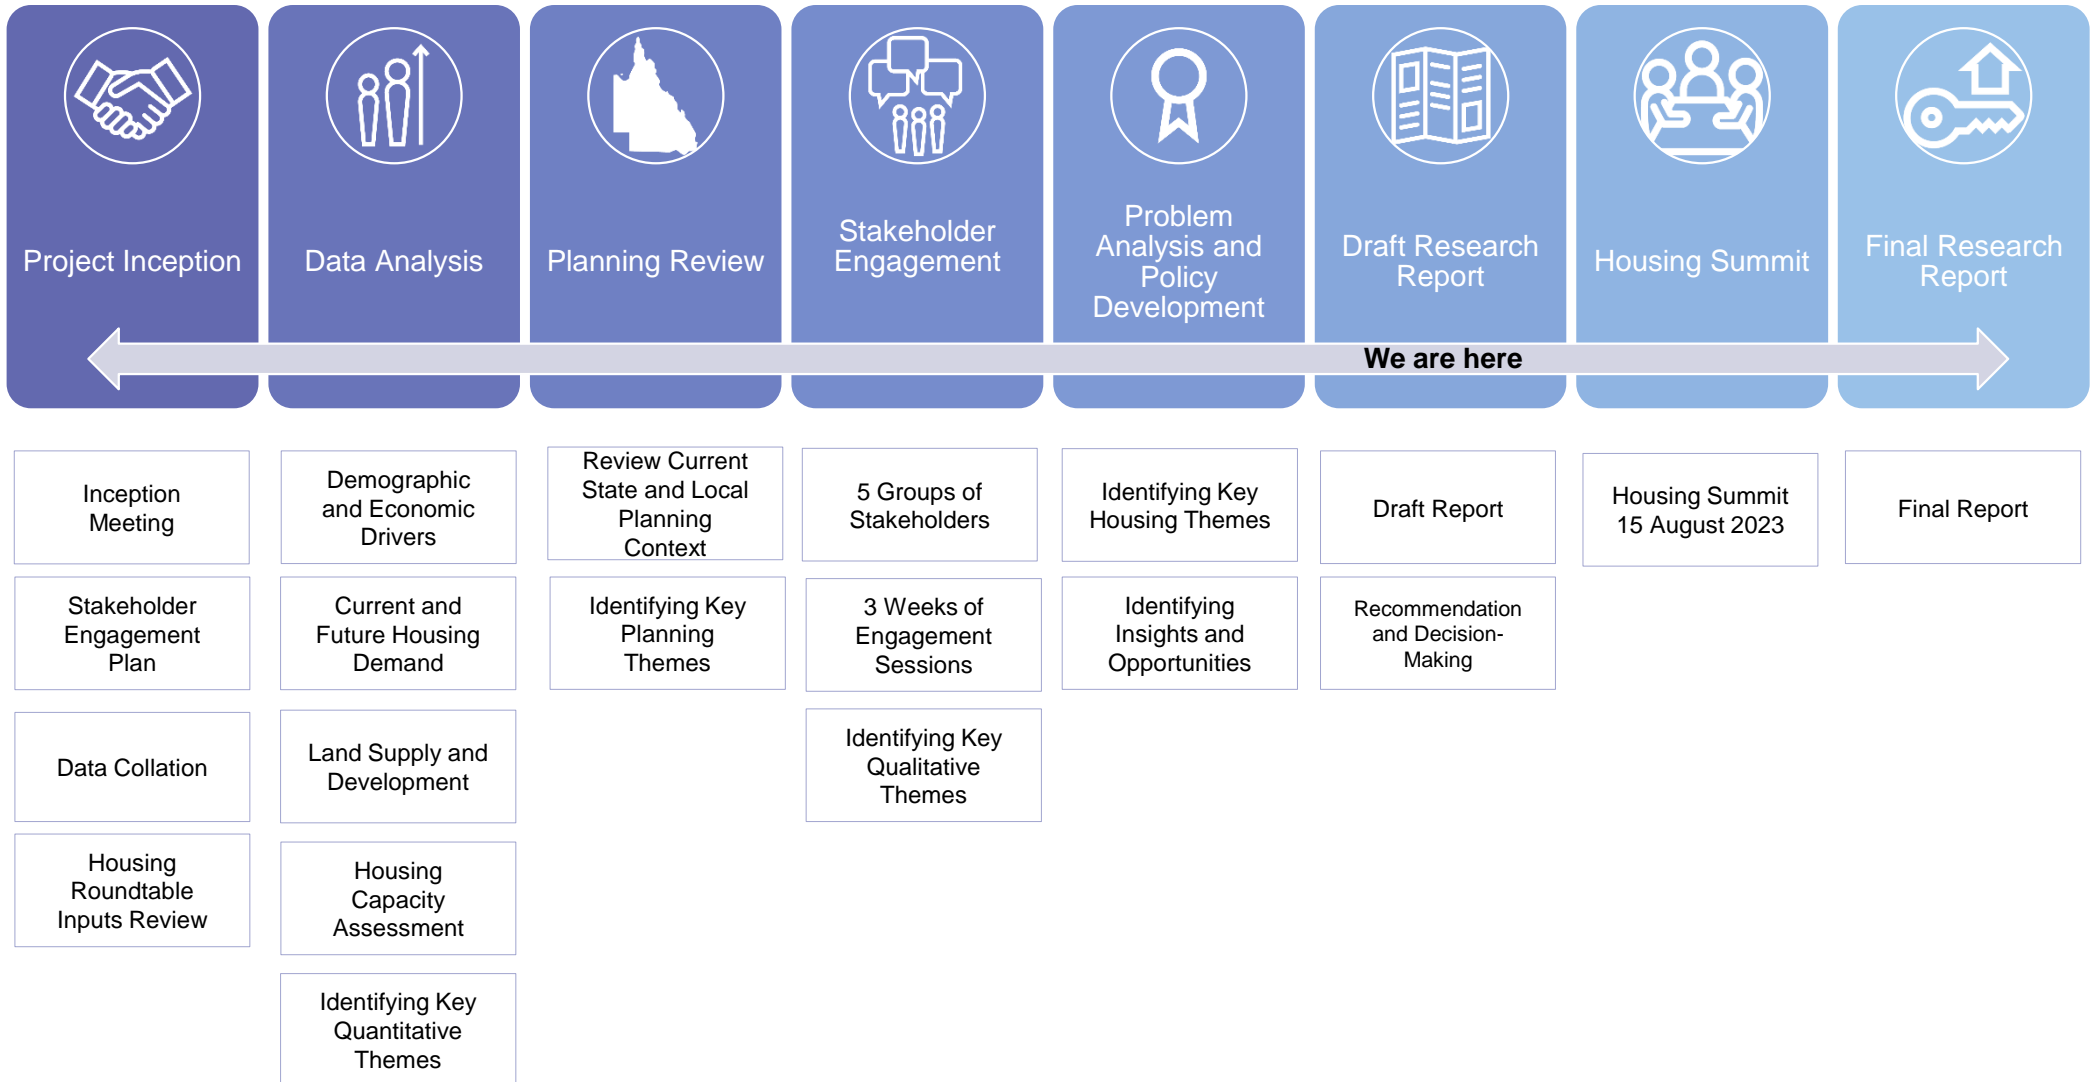 Project Inception
Data Analysis
Planning Review
Stakeholder
Engagement
Problem
Analysis and
Policy
Development
Draft Research
Report
Housing Summit
Final Research
Report
We are here
Inception
Meeting
Stakeholder
Engagement
Plan
Data Collation
Housing
Roundtable
Inputs Review
Demographic
and Economic
Drivers
Current and
Future Housing
Demand
Land Supply and
Development
Housing
Capacity
Assessment
Identifying Key
Quantitative
Themes
Review Current
State and Local
Planning
Context
Identifying Key
Planning
Themes
5 Groups of
Stakeholders
3 Weeks of
Engagement
Sessions
Identifying Key
Qualitative
Themes
Identifying Key
Housing Themes
Identifying
Insights and
Opportunities
Draft Report
Recommendation
and Decision-
Making
Housing Summit
15 August 2023
Final Report